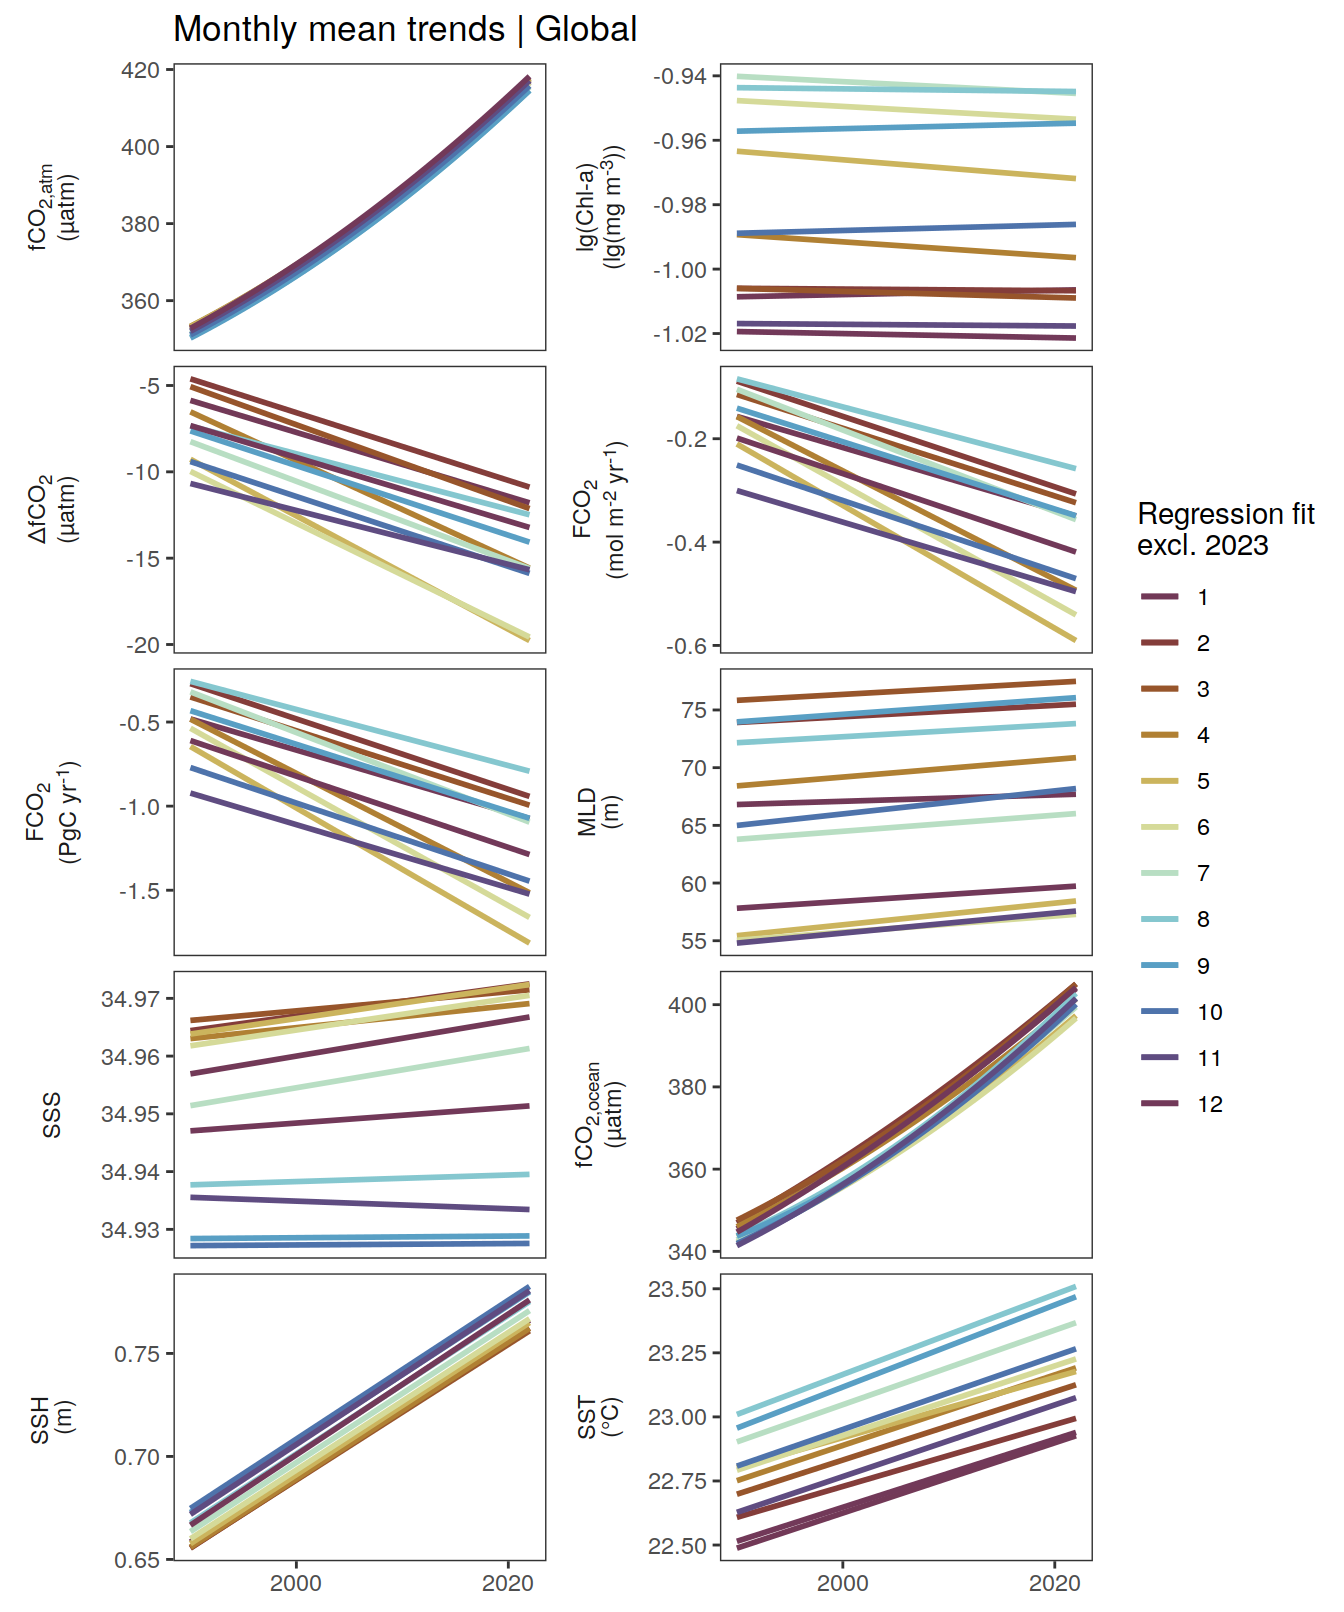 Monthly mean trends | Global
fCO2,atm
(µatm)
420
400
380
360
lg(Chl-a)
(lg(mg m-3))
-0.94
-0.96
-0.98
-1.00
-1.02
ΔfCO2
(µatm)
-5
-10
-15
-20
FCO2
(mol m-2 yr-1)
-0.2
-0.4
-0.6
FCO2
(PgC yr-1)
-0.5
-1.0
-1.5
MLD
(m)
75
70
65
60
55
SSS
34.97
34.96
34.95
34.94
34.93
fCO2,ocean
(µatm)
400
380
360
340
SSH
(m)
0.75
0.70
0.65
2000
2020
SST
(°C)
23.50
23.25
23.00
22.75
22.50
2000
2020
Regression fit
excl. 2023
1
2
3
4
5
6
7
8
9
10
11
12